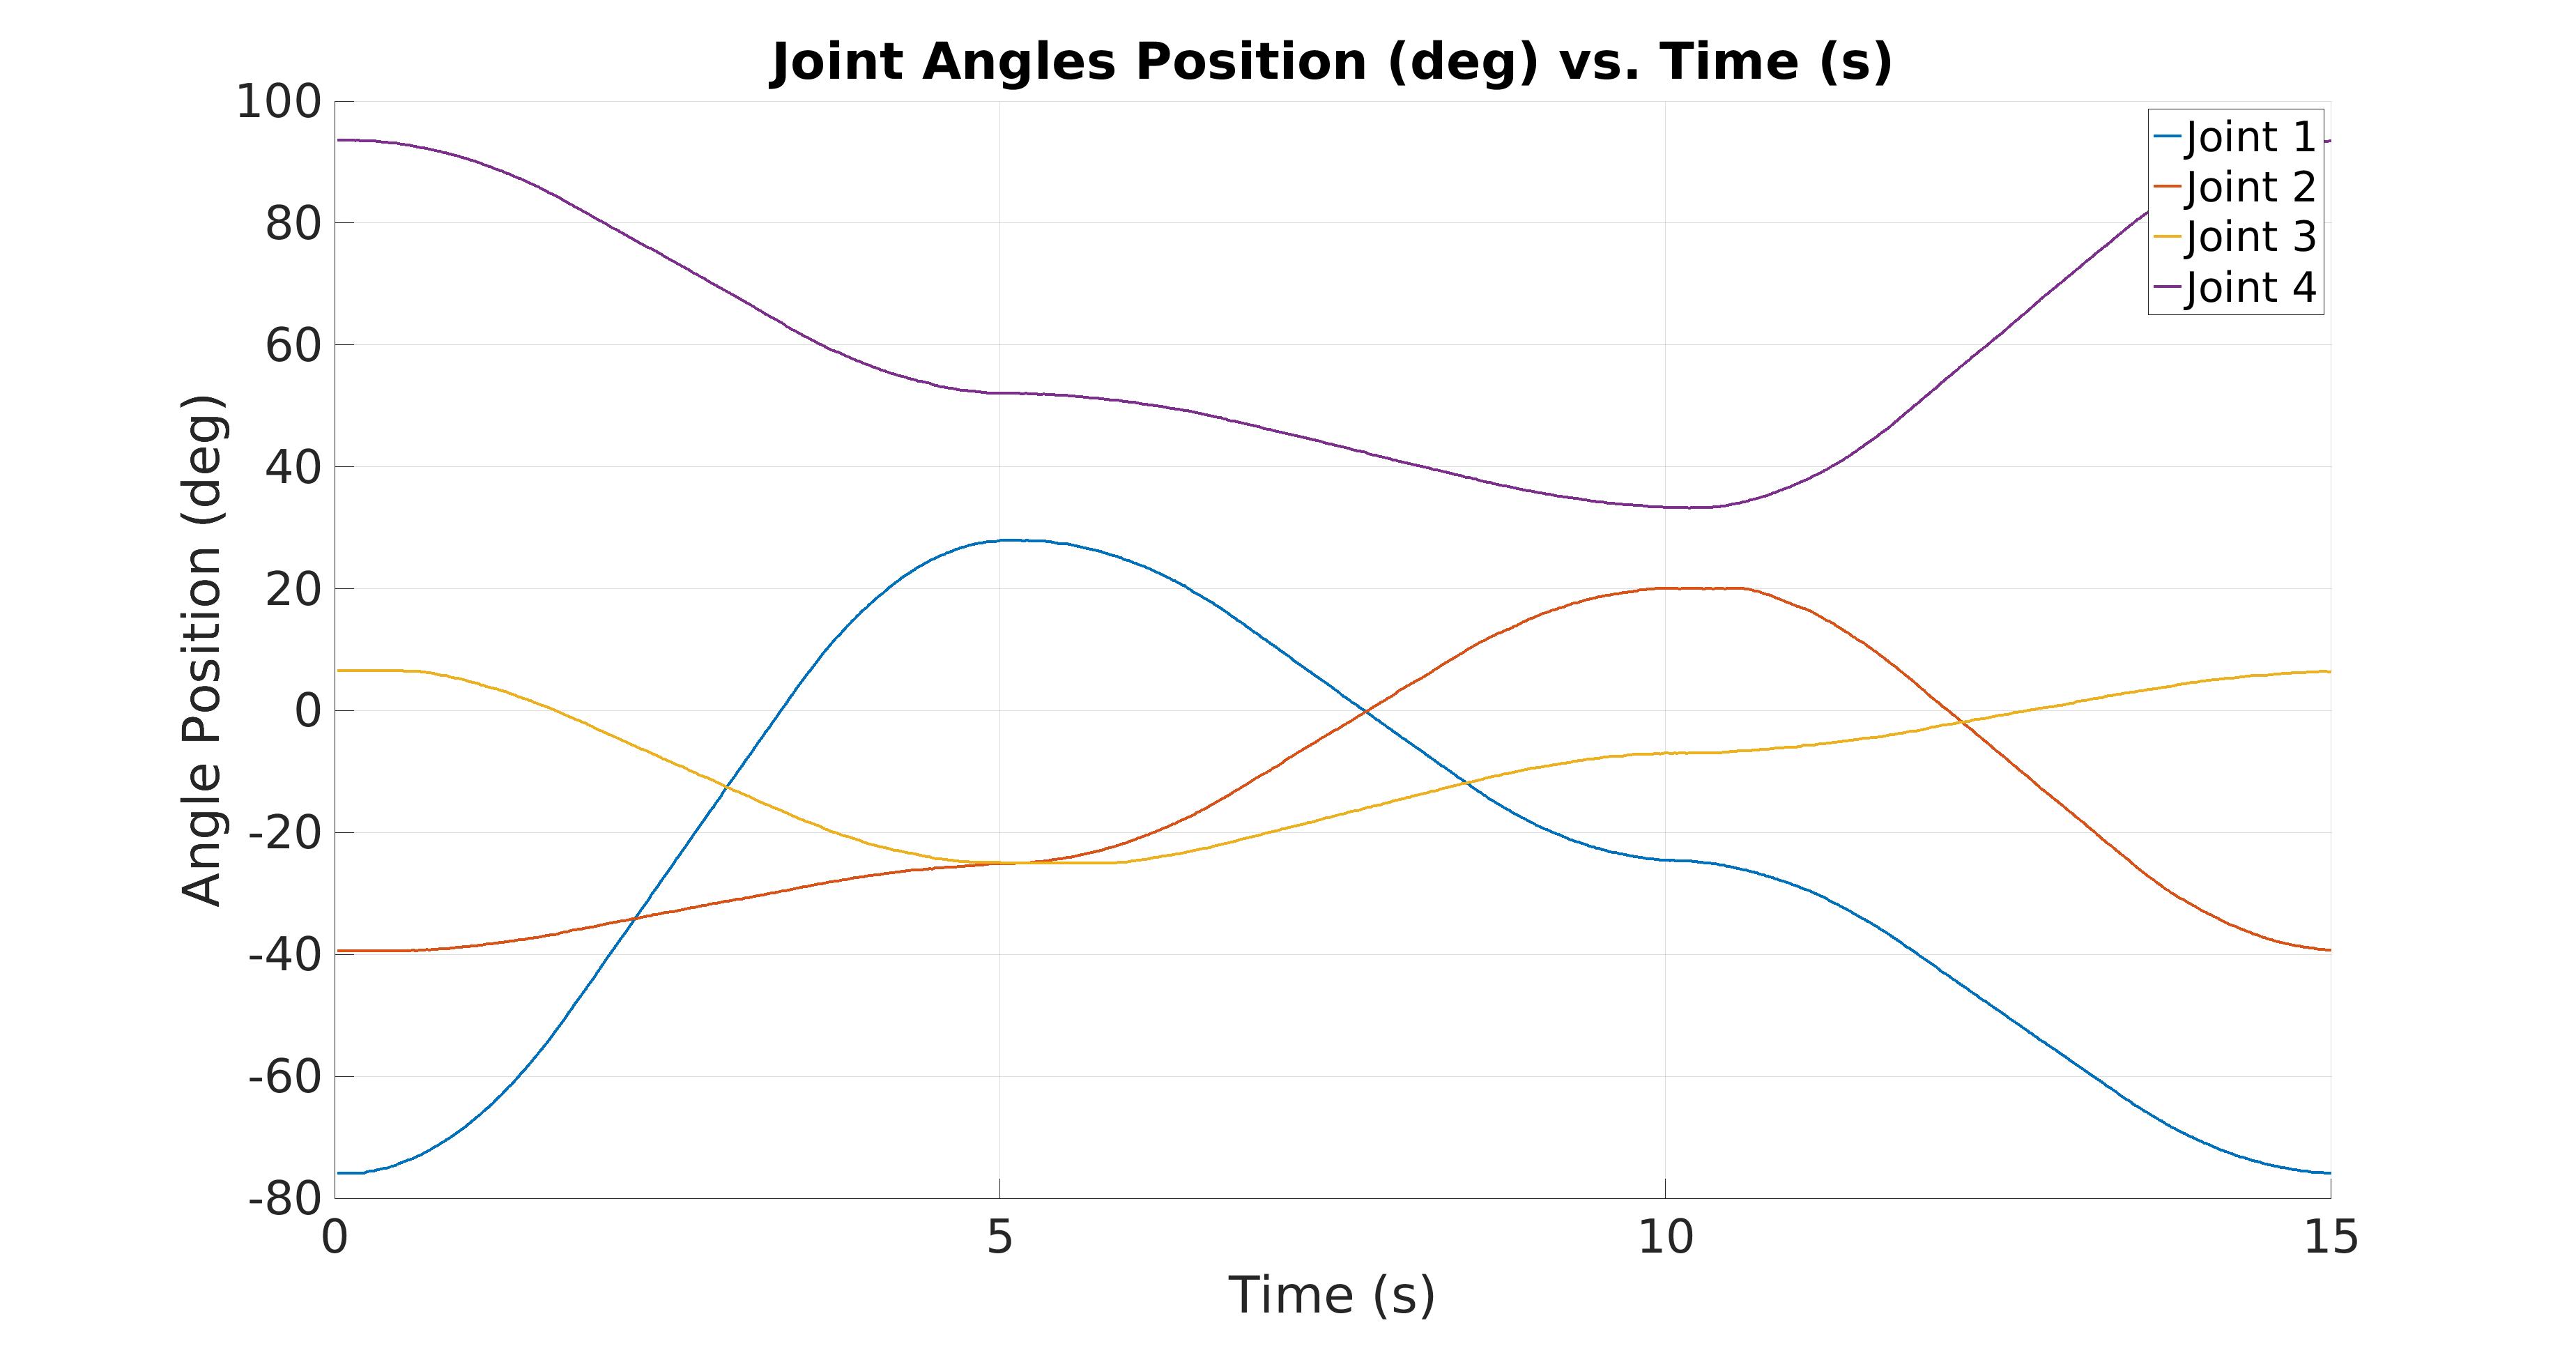 Joint Angles Position (deg) vs. Time (s)
100
80
60
40
20
0
-20
-40
-60
-80
Angle Position (deg)
Joint 1
Joint 2
Joint 3
Joint 4
0 5 10 15
Time (s)